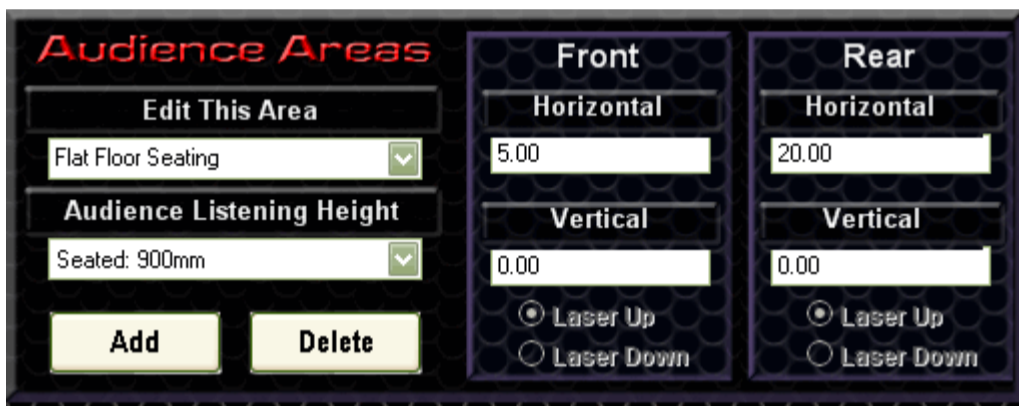 Audience Areas
Edit This Area
Flat Floor Seating
Audience Listening Height
Seated: 900mm
Add
Delete
Front
Horizontal
5.00
Vertical
0.00
Laser Up
Laser Down
Rear
Horizontal
20.00
Vertical
0.00
Laser Up
Laser Down